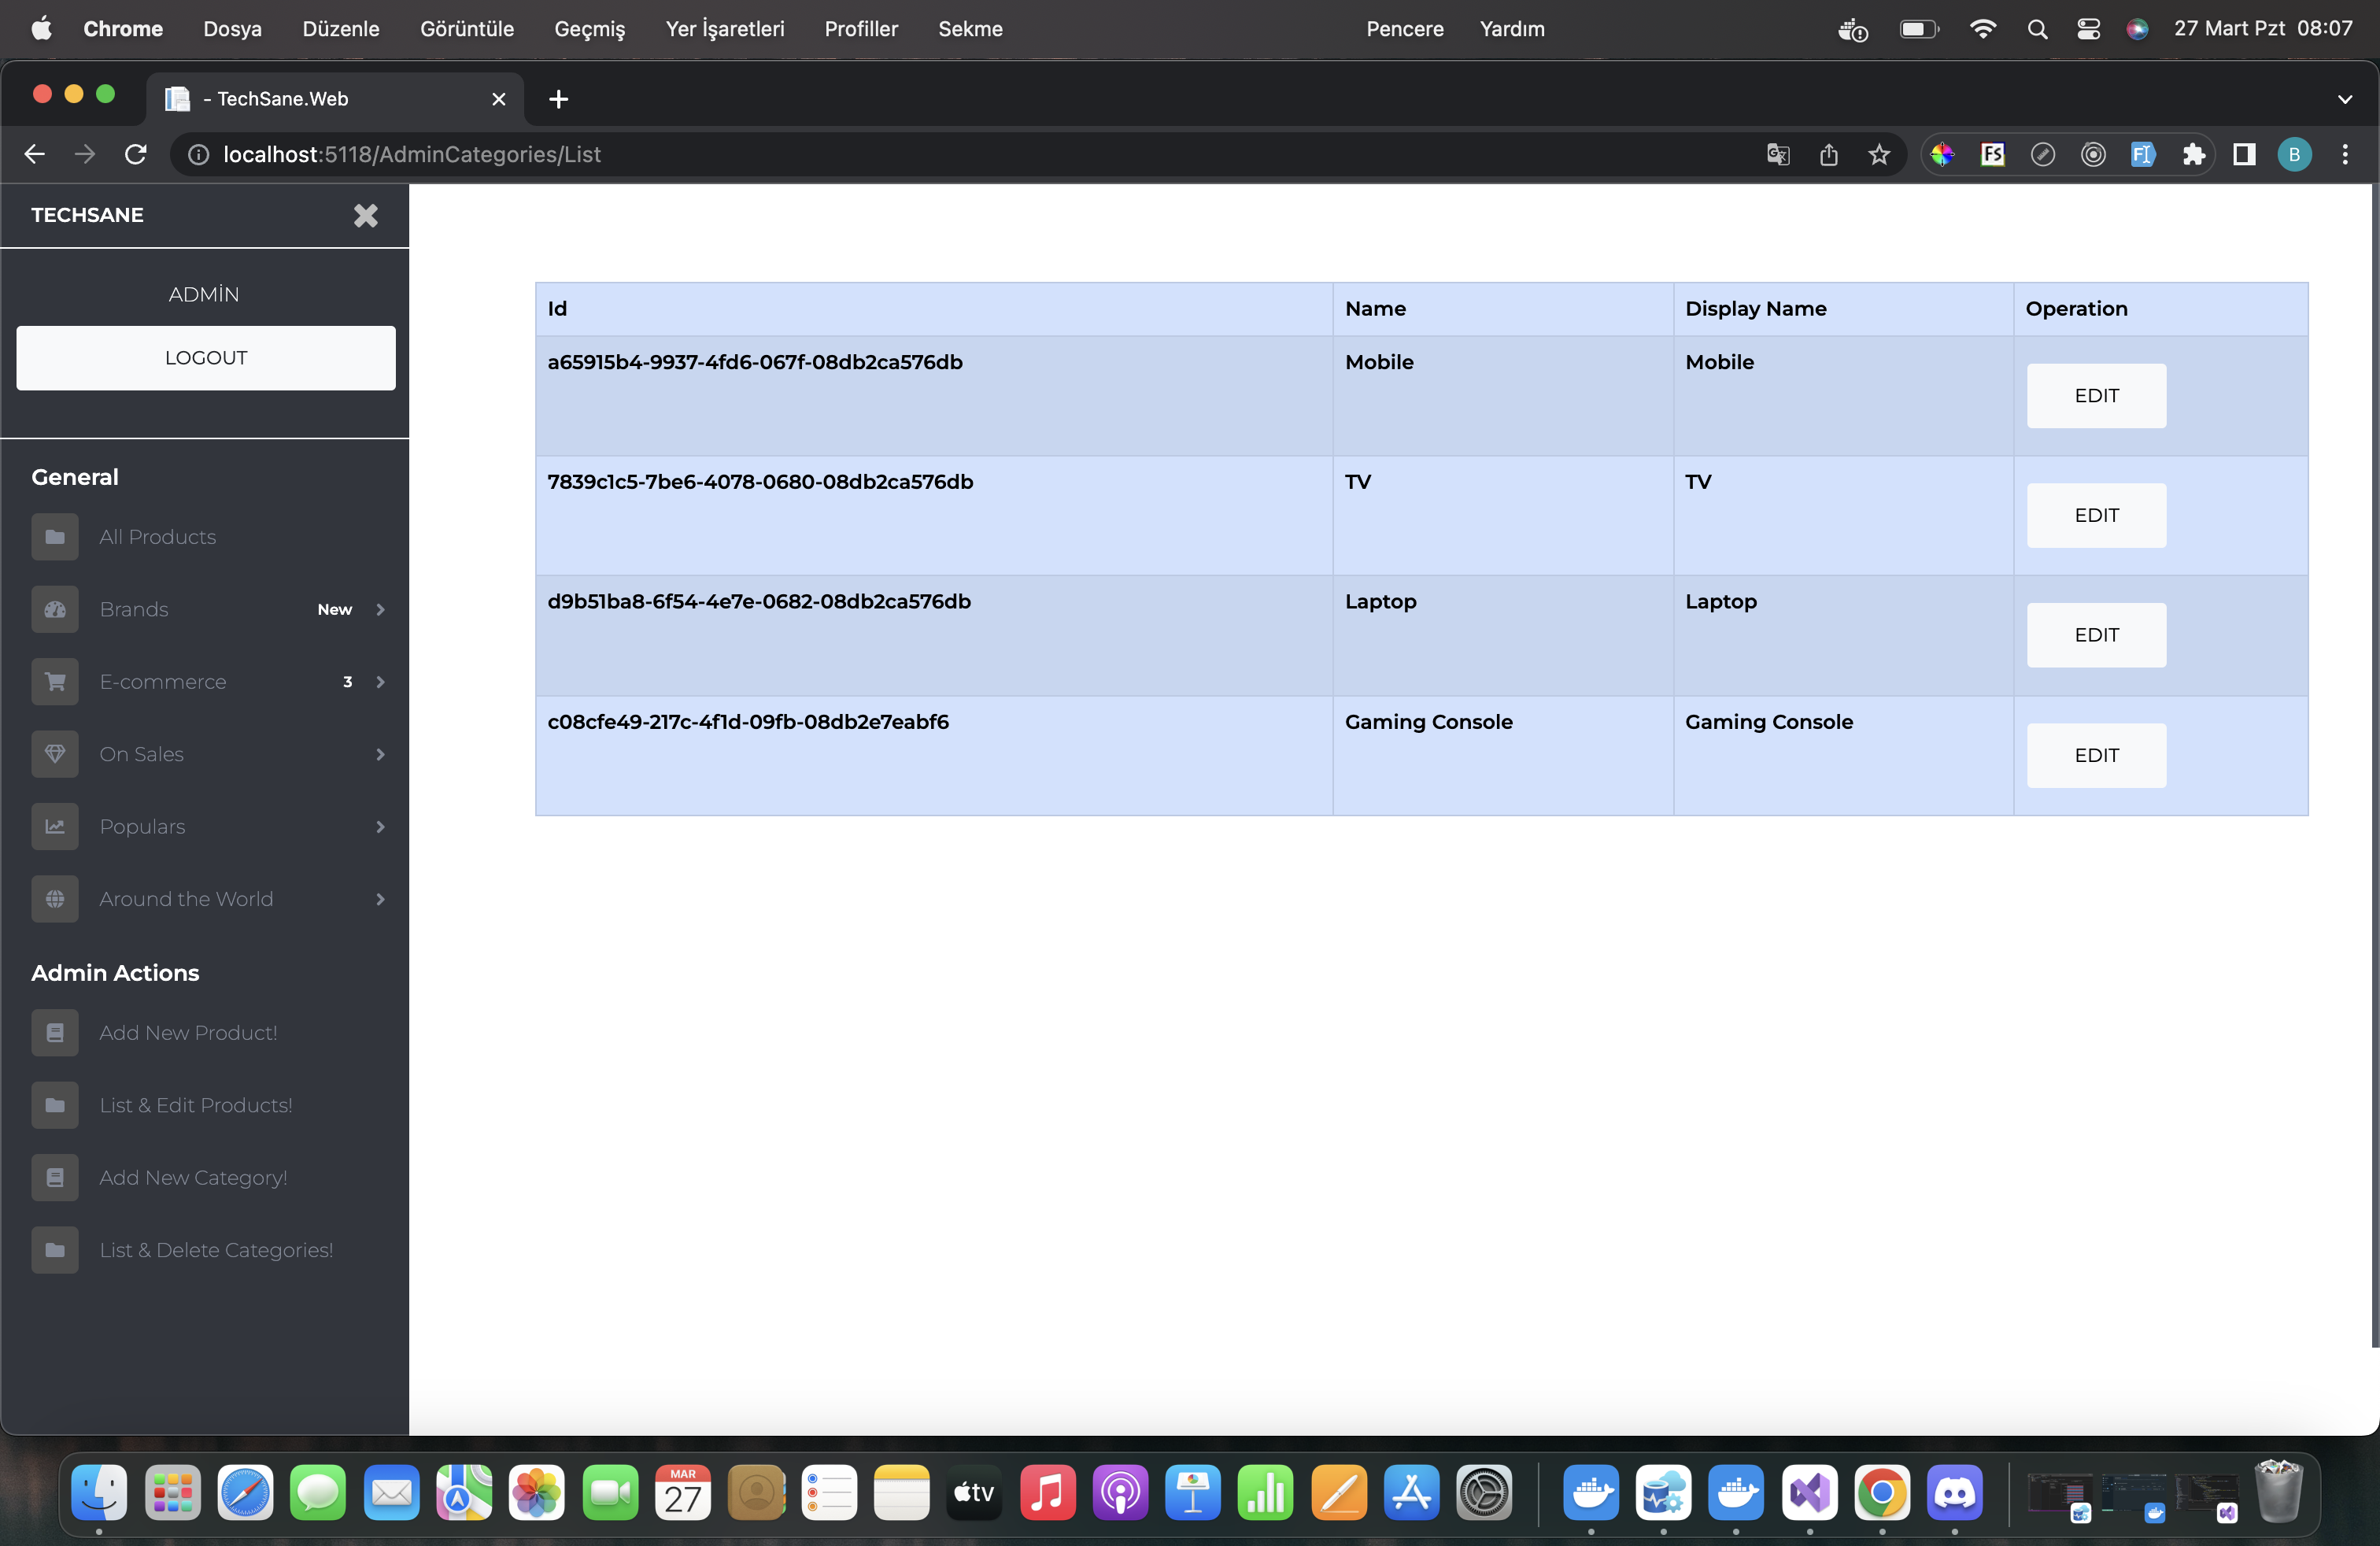 Chrome Dosya Düzenle Görüntüle Geçmiş Yer İşaretleri Profiller Sekme Pencere Yardım 27 Mart Pzt 08:07
- TechSane.Web
localhost:5118/AdminCategories/List
FS
B
TECHSANE
ADMİN
LOGOUT
General
All Products
Brands New
E-commerce 3
On Sales
Populars
Around the World
Admin Actions
Add New Product!
List & Edit Products!
Add New Category!
List & Delete Categories!
Id Name Display Name Operation
a65915b4-9937-4fd6-067f-08db2ca576db Mobile Mobile EDIT
7839c1c5-7be6-4078-0680-08db2ca576db TV TV EDIT
d9b51ba8-6f54-4e7e-0682-08db2ca576db Laptop Laptop EDIT
c08cfe49-217c-4f1d-09fb-08db2e7eabf6 Gaming Console Gaming Console EDIT
MAR
27
tv